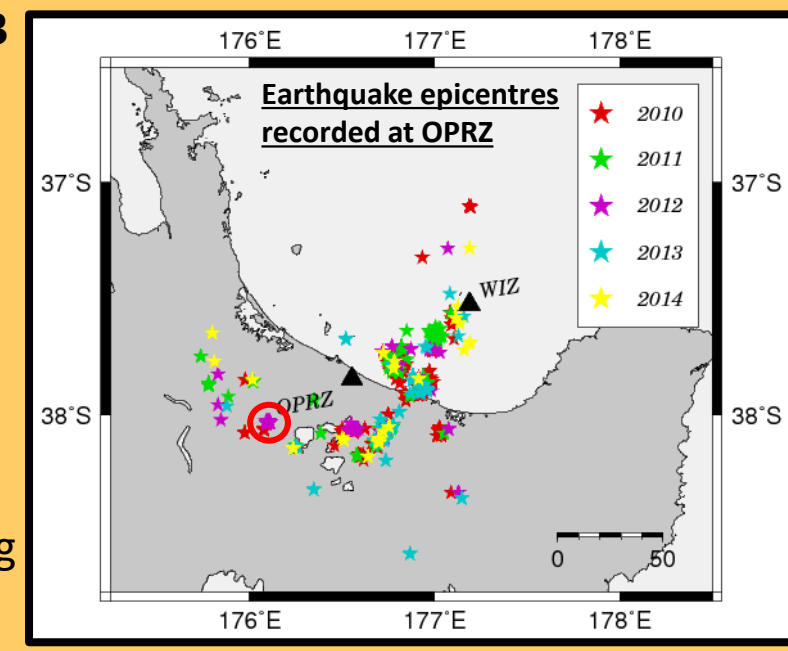 B
176°E 177°E 178°E
Earthquake epicentres
recorded at OPRZ
2010
2011
2012
2013
2014
37°S 37°S
WIZ
OPRZ
38°S 38°S
g
0 50
176°E 177°E 178°E